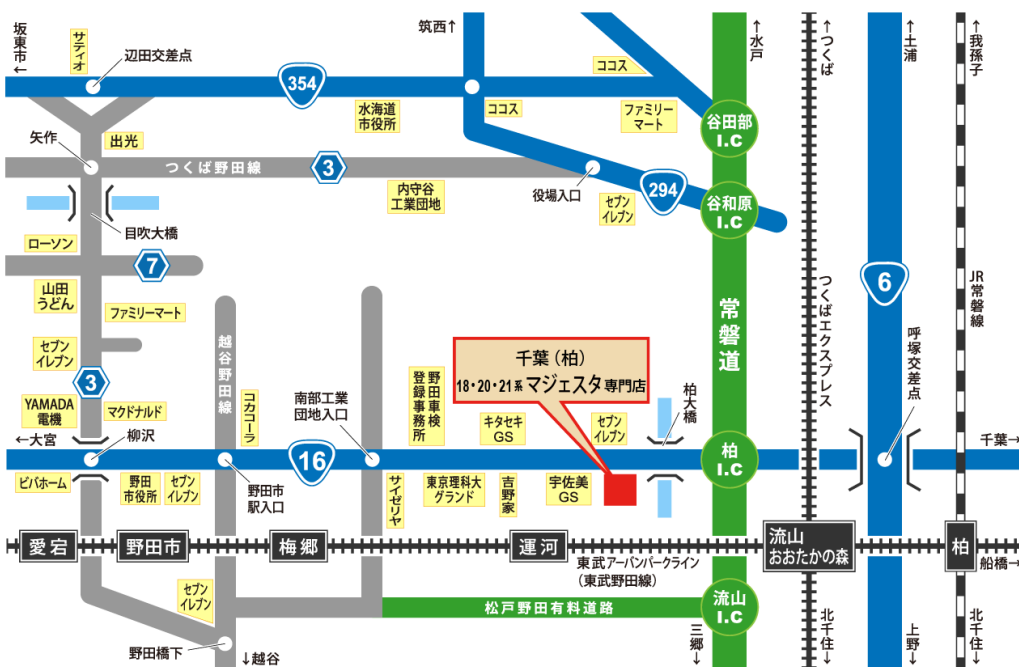 坂東市←
サティオ
辺田交差点
354
水海道
市役所
筑西↑
ココス
ココス
ファミリー
マート
谷田部
I.C
↑水戸
↑つくば
↑土浦
↑我孫子
矢作
出光
つくば野田線
3
内守谷
工業団地
役場入口
セブン
イレブン
294
谷和原
I.C
目吹大橋
ローソン
7
山田
うどん
ファミリーマート
セブン
イレブン
3
YAMADA
電機
マクドナルド
←大宮
柳沢
越谷野田線
コカコーラ
南部工業
団地入口
野田車検
登録事務所
千葉(柏)
18・20・21系 マジェスタ専門店
キタセキ
GS
セブン
イレブン
柏大橋
常磐道
つくばエクスプレス
6
呼塚交差点
JR常磐線
千葉→
ビバホーム
野田
市役所
セブン
イレブン
野田市
駅入口
16
サイゼリヤ
東京理科大
グランド
吉野家
宇佐美
GS
柏
I.C
愛宕
野田市
梅郷
運河
東武アーバンパークライン
(東武野田線)
流山
おおたかの森
柏
船橋→
セブン
イレブン
松戸野田有料道路
流山
I.C
野田橋下
↓越谷
三郷↓
北千住↓
上野↓
北千住↓